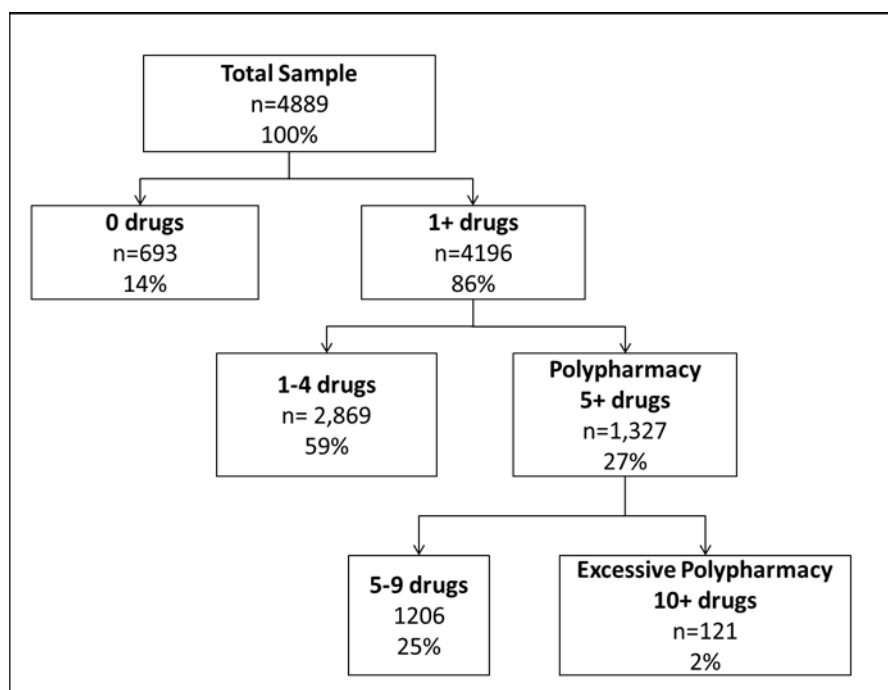 Total Sample
n=4889
100%
0 drugs
n=693
14%
1+ drugs
n=4196
86%
1-4 drugs
n= 2,869
59%
Polypharmacy
5+ drugs
n=1,327
27%
5-9 drugs
1206
25%
Excessive Polypharmacy
10+ drugs
n=121
2%